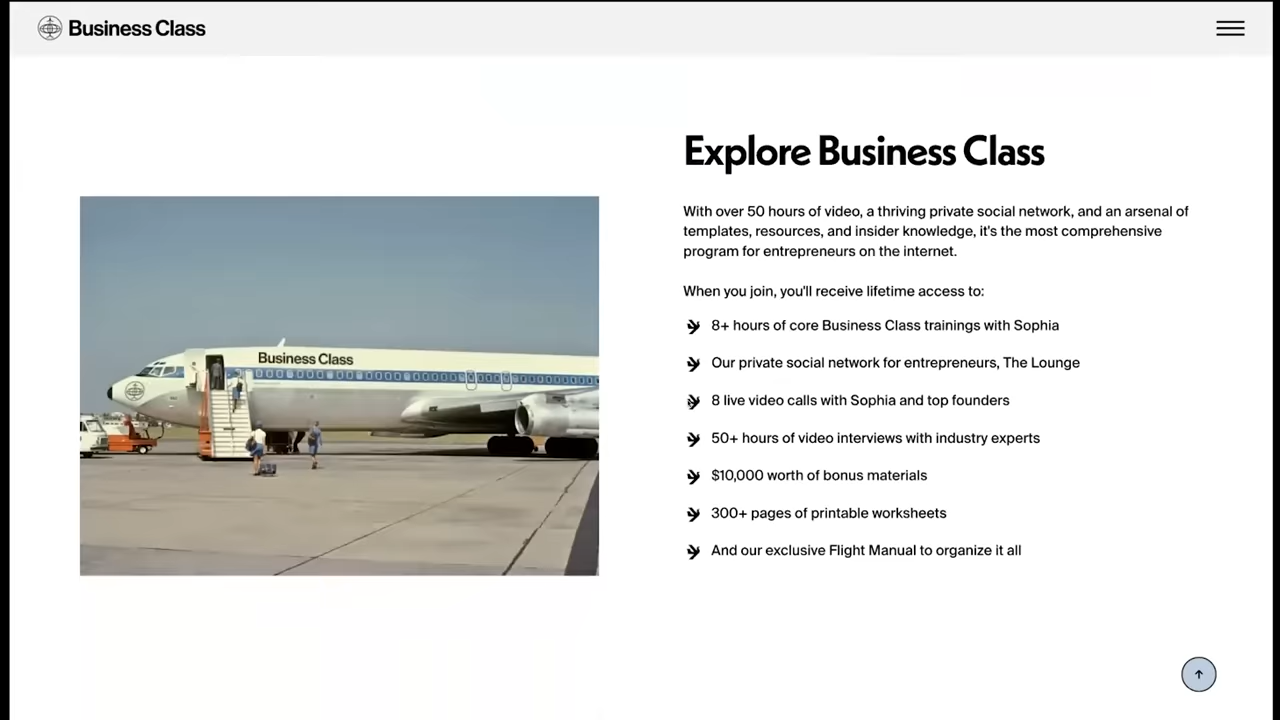 Business Class
Explore Business Class
With over 50 hours of video, a thriving private social network, and an arsenal of
templates, resources, and insider knowledge, it's the most comprehensive
program for entrepreneurs on the internet.
When you join, you'll receive lifetime access to:
8+ hours of core Business Class trainings with Sophia
Our private social network for entrepreneurs, The Lounge
8 live video calls with Sophia and top founders
50+ hours of video interviews with industry experts
$10,000 worth of bonus materials
300+ pages of printable worksheets
And our exclusive Flight Manual to organize it all
Business Class